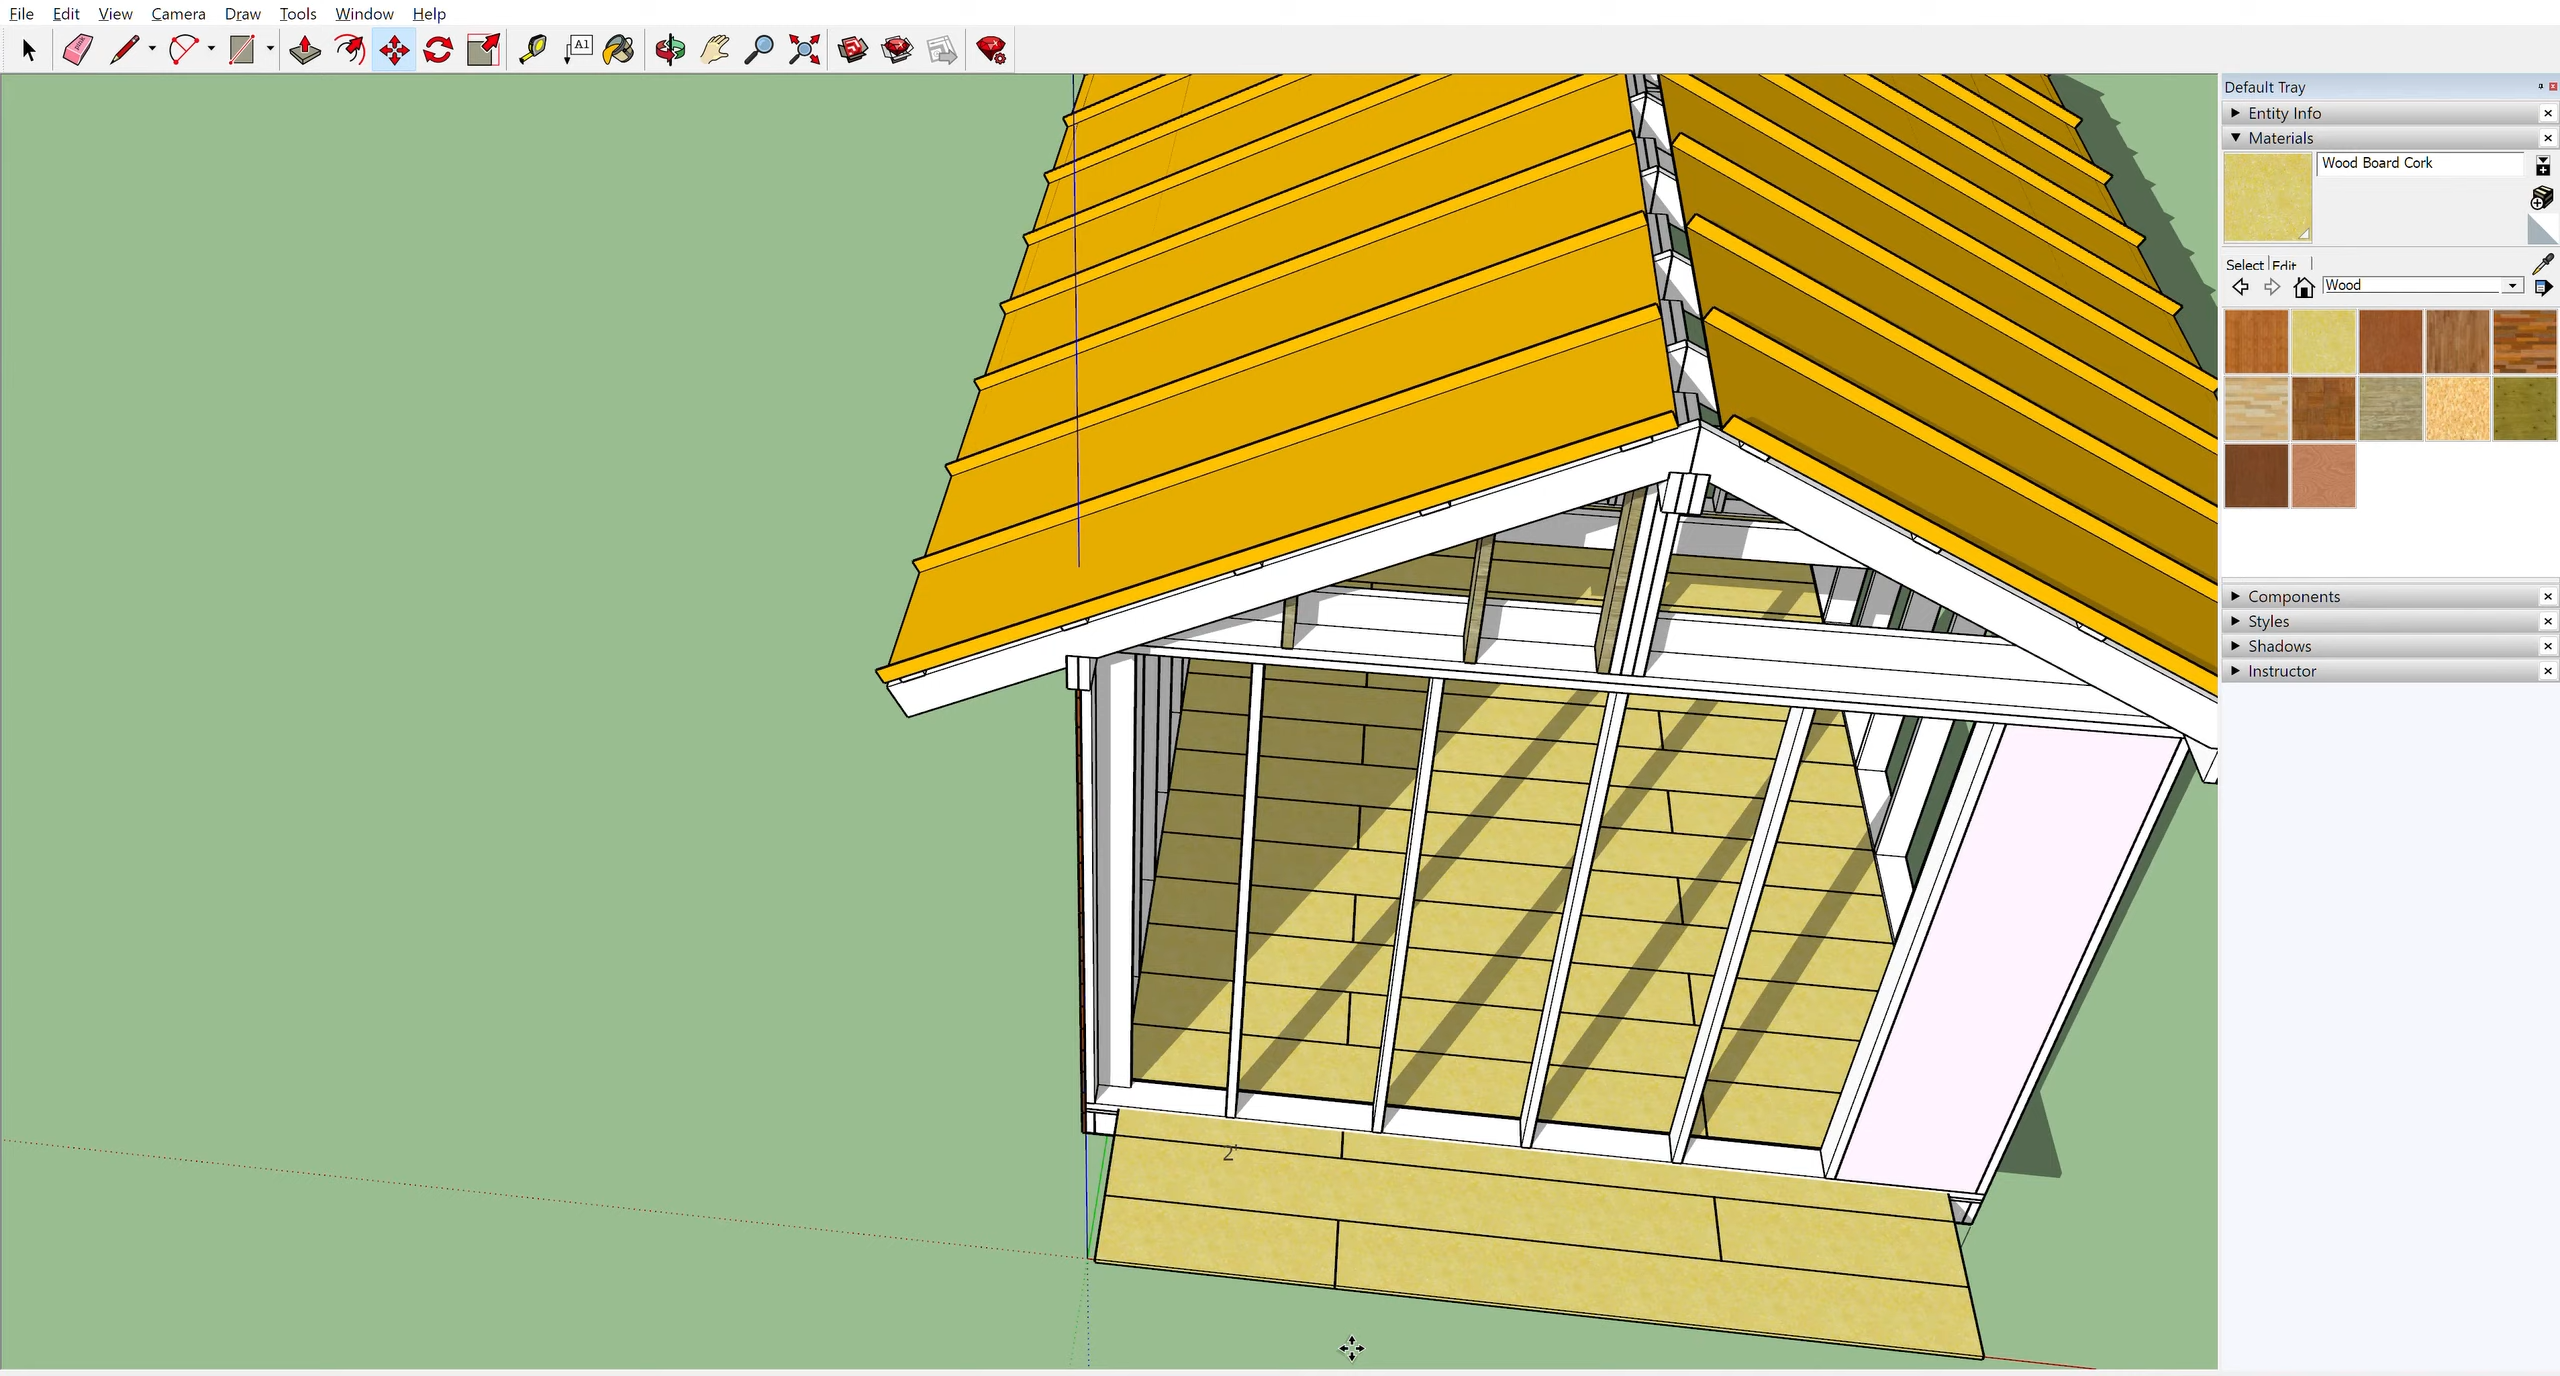 File Edit View Camera Draw Tools Window Help
A1
Default Tray
Entity Info
Materials
Wood Board Cork
Select Edit
Wood
Components
Styles
Shadows
Instructor
2'